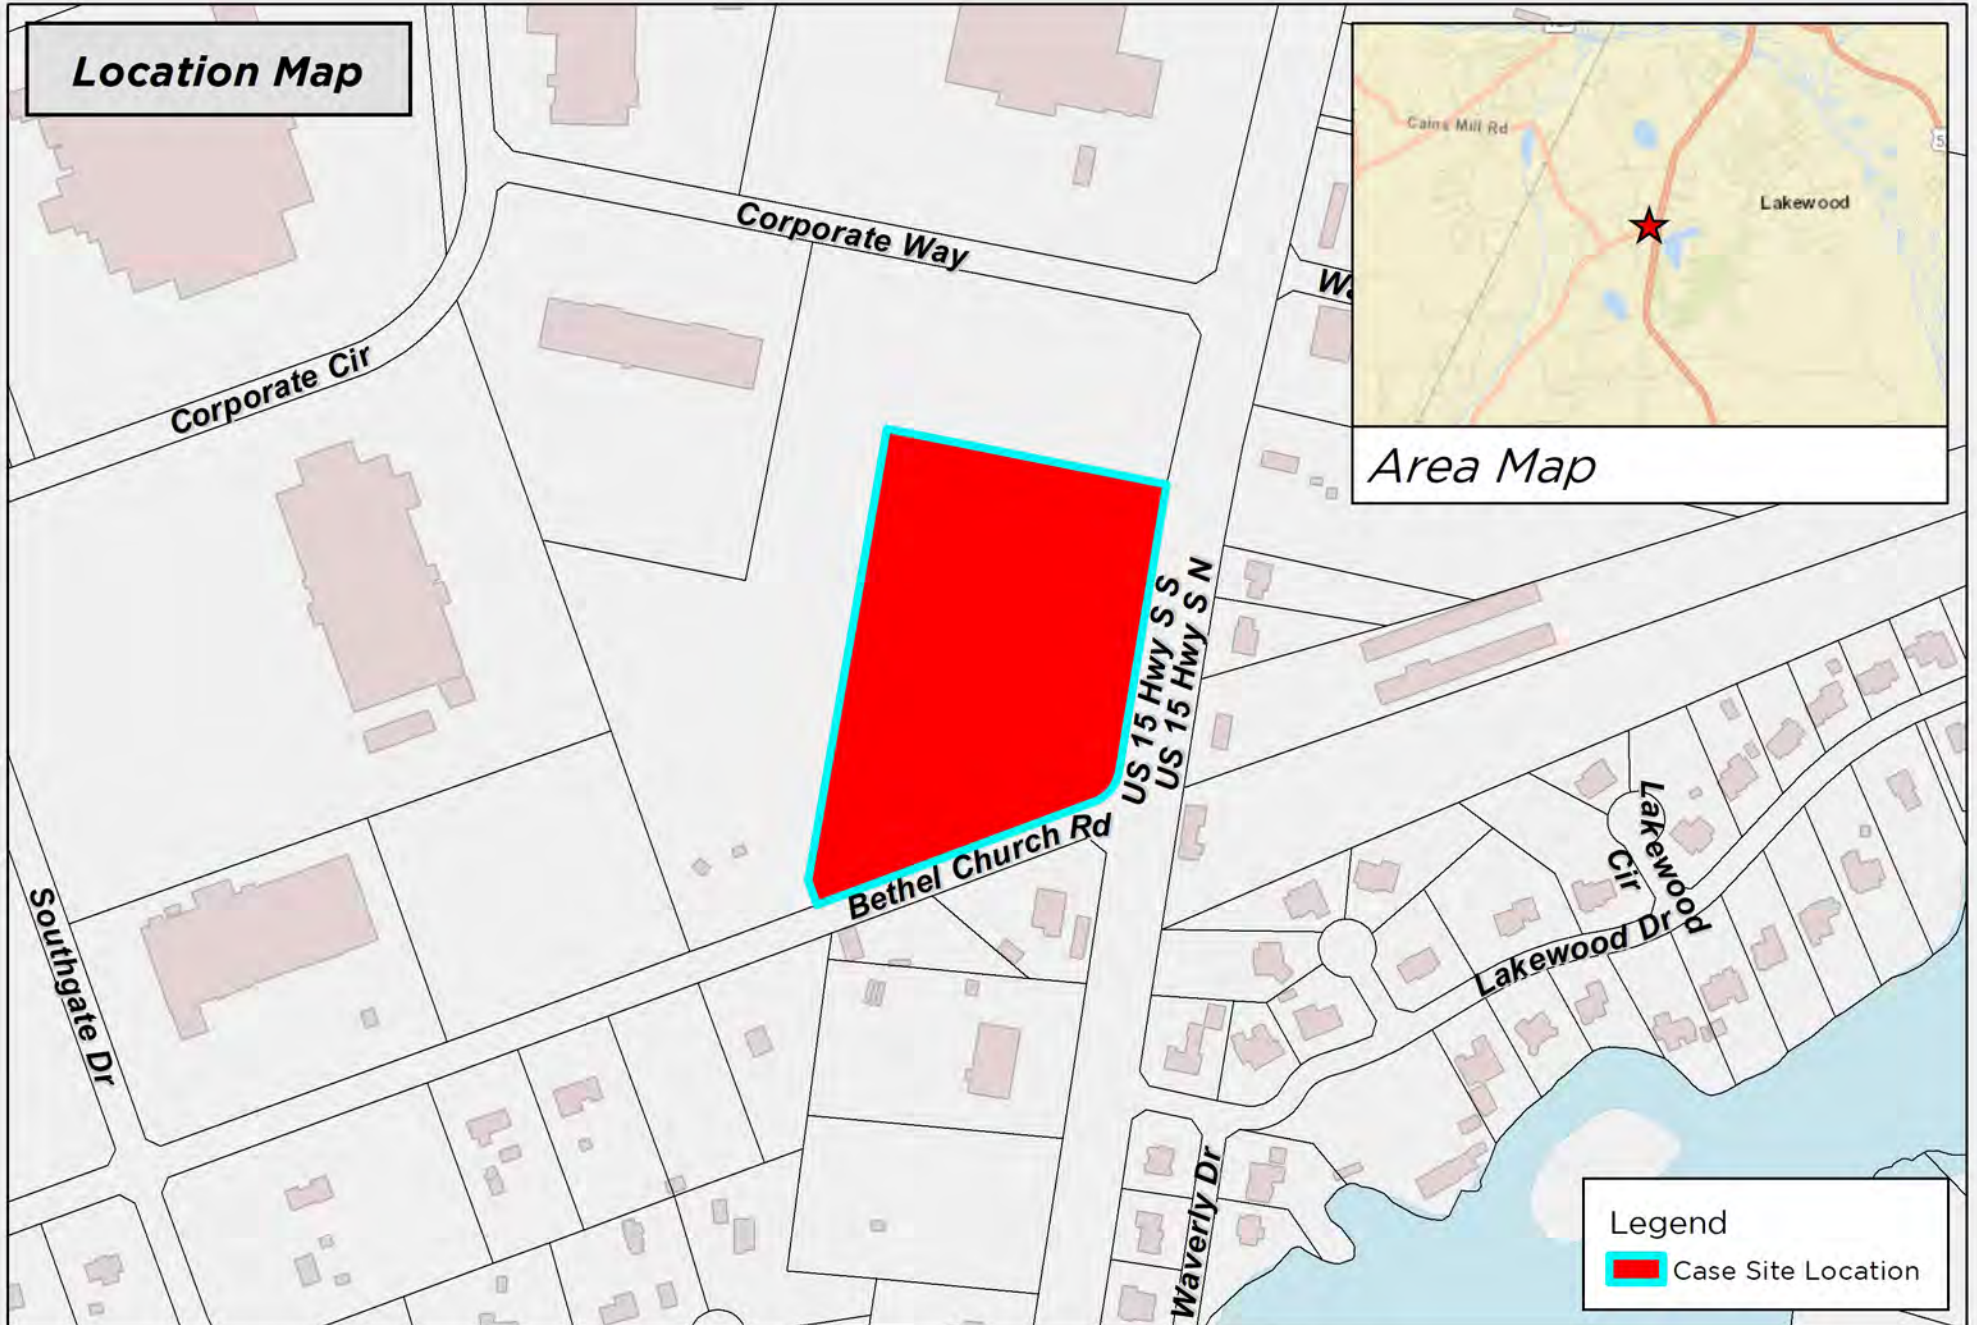 Location Map
Cains Mill Rd
5
Lakewood
Area Map
Corporate Way
Corporate Cir
US 15 Hwy S S
US 15 Hwy S N
Bethel Church Rd
Lakewood
Cir
Lakewood Dr
Southgate Dr
Waverly Dr
Legend
Case Site Location